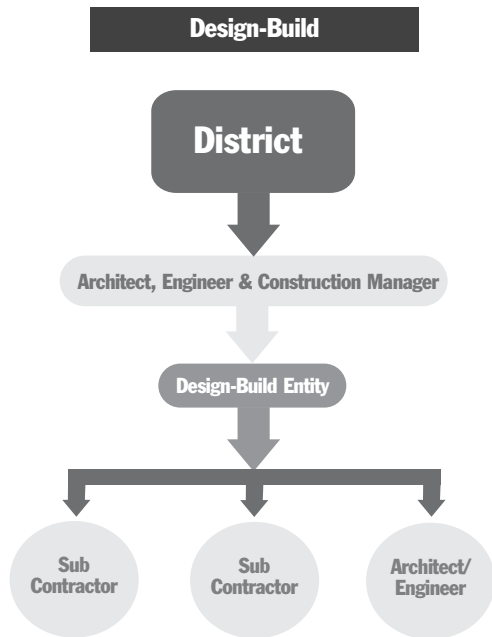 Design-Build
District
Architect, Engineer & Construction Manager
Design-Build Entity
Sub
Contractor
Sub
Contractor
Architect/
Engineer